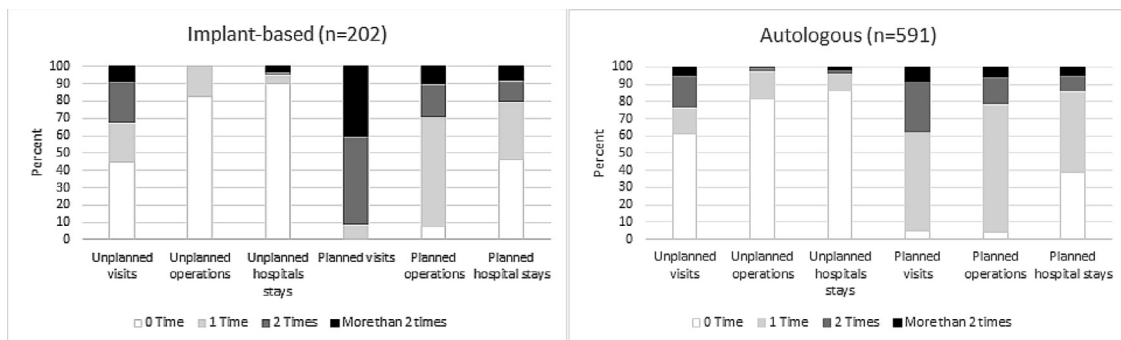 Implant-based (n=202)
Percent
100
90
80
70
60
50
40
30
20
10
0
Unplanned visits
Unplanned operations
Unplanned hospitals stays
Planned visits
Planned operations
Planned hospital stays
0 Time
1 Time
2 Times
More than 2 times
Autologous (n=591)
Percent
100
90
80
70
60
50
40
30
20
10
0
Unplanned visits
Unplanned operations
Unplanned hospitals stays
Planned visits
Planned operations
Planned hospital stays
0 Time
1 Time
2 Times
More than 2 times